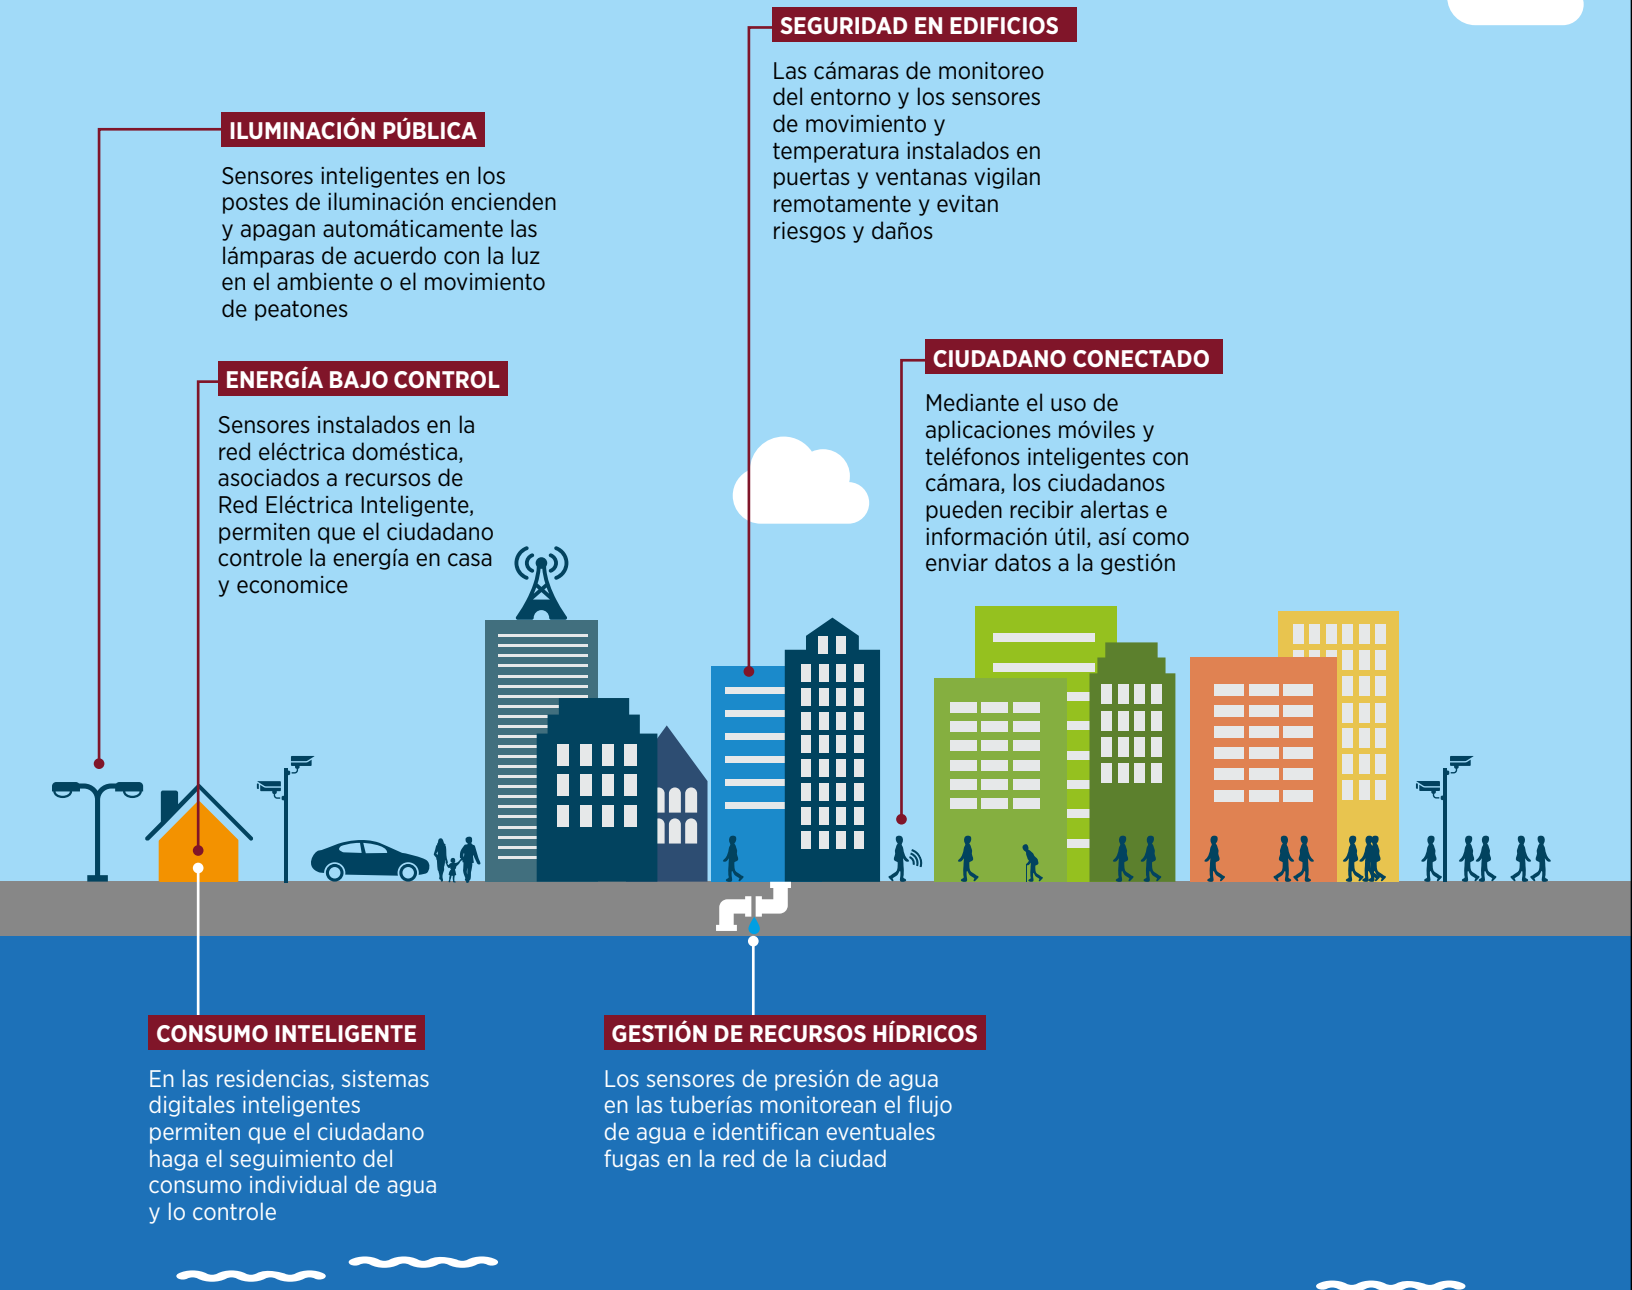 SEGURIDAD EN EDIFICIOS
Las cámaras de monitoreo
del entorno y los sensores
de movimiento y
temperatura instalados en
puertas y ventanas vigilan
remotamente y evitan
riesgos y daños
ILUMINACIÓN PÚBLICA
Sensores inteligentes en los
postes de iluminación encienden
y apagan automáticamente las
lámparas de acuerdo con la luz
en el ambiente o el movimiento
de peatones
ENERGÍA BAJO CONTROL
Sensores instalados en la
red eléctrica doméstica,
asociados a recursos de
Red Eléctrica Inteligente,
permiten que el ciudadano
controle la energía en casa
y economice
CIUDADANO CONECTADO
Mediante el uso de
aplicaciones móviles y
teléfonos inteligentes con
cámara, los ciudadanos
pueden recibir alertas e
información útil, así como
enviar datos a la gestión
CONSUMO INTELIGENTE
En las residencias, sistemas
digitales inteligentes
permiten que el ciudadano
haga el seguimiento del
consumo individual de agua
y lo controle
GESTIÓN DE RECURSOS HÍDRICOS
Los sensores de presión de agua
en las tuberías monitorean el flujo
de agua e identifican eventuales
fugas en la red de la ciudad